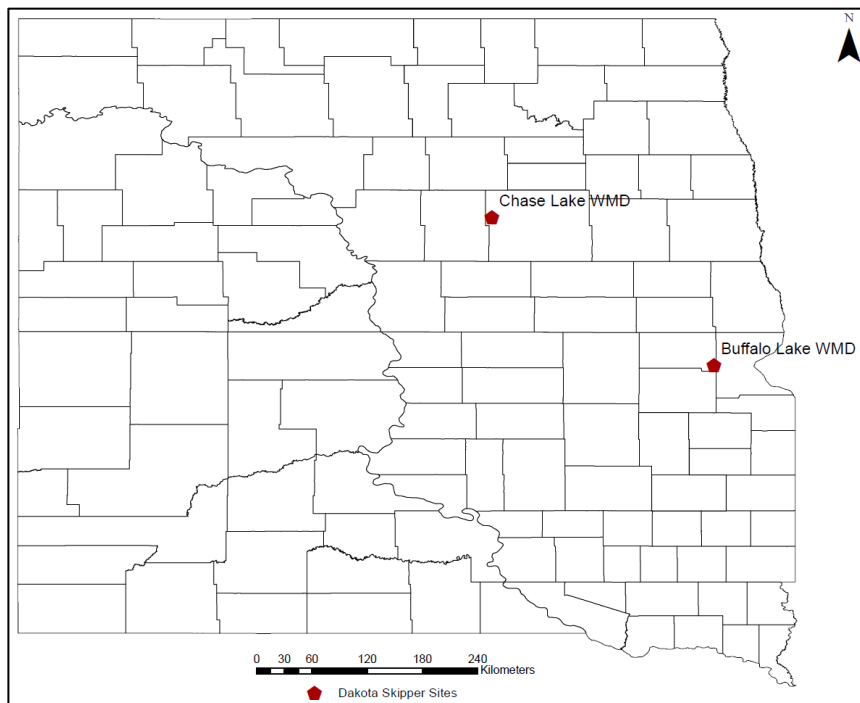 N
Chase Lake WMD
Buffalo Lake WMD
0 30 60 120 180 240
Kilometers
Dakota Skipper Sites